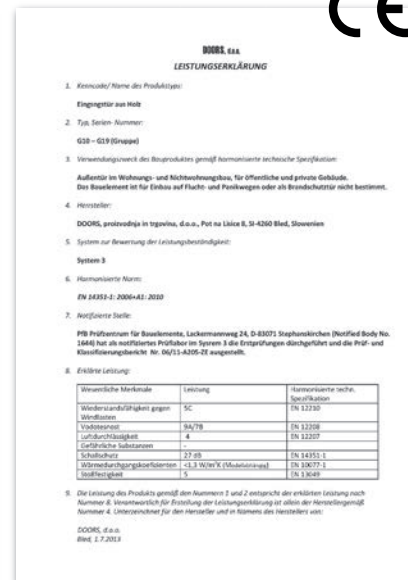 CE
DOORS, d.o.o.
LEISTUNGSERKLÄRUNG
1. Kenncode/ Name des Produkttyps:
Eingangstür aus Holz
2. Typ, Serien- Nummer:
G10 – G19 (Gruppe)
3. Verwendungszweck des Bauproduktes gemäß harmonisierte technische Spezifikation:
Außentür im Wohnungs- und Nichtwohnungsbau, für öffentliche und private Gebäude.
Das Bauelement ist für Einbau auf Flucht- und Panikwegen oder als Brandschutztür nicht bestimmt.
4. Hersteller:
DOORS, proizvodnja in trgovina, d.o.o., Pot na Lisice 8, SI-4260 Bled, Slowenien
5. System zur Bewertung der Leistungsbeständigkeit:
System 3
6. Harmonisierte Norm:
EN 14351-1: 2006+A1: 2010
7. Notifizierte Stelle:
PfB Prüfzentrum für Bauelemente, Lackermannweg 24, D-83071 Stephanskirchen (Notified Body No.
1644) hat als notifiziertes Prüflabor im Sysrem 3 die Erstprüfungen durchgeführt und die Prüf- und
Klassifizierungsbericht Nr. 06/11-A205-ZE ausgestellt.
8. Erklärte Leistung:
Wesentliche Merkmale Leistung Harmonisierte techn.
Spezifikation
Wiederstandsfähigkeit gegen 5C EN 12210
Windlasten
Vodotesnost 9A/7B EN 12208
Luftdurchlässigkeit 4 EN 12207
Gefährliche Substanzen -
Schallschutz 27 dB EN 14351-1
Wärmedurchgangskoefizienten <1,3 W/m²K (Modellabhängig) EN 10077-1
Stoßfestigkeit 5 EN 13049
9. Die Leistung des Produkts gemäß den Nummern 1 und 2 entspricht der erklärten Leistung nach
Nummer 8. Verantwortlich für Erstellung der Leistungserklärung ist allein der Herstellergemäß
Nummer 4. Unterzeichnet für den Hersteller und in Namens des Herstellers von:
DOORS, d.o.o.
Bled, 1.7.2013